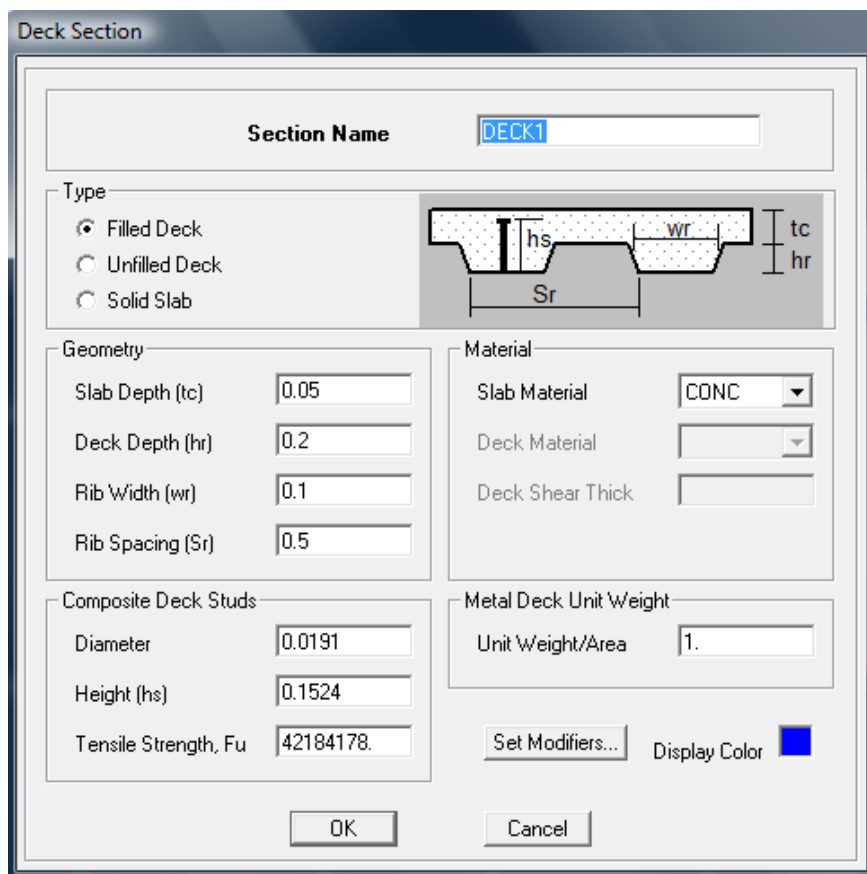 Deck Section
Section Name DECK1
Type
Filled Deck
Unfilled Deck
Solid Slab
hs wr tc
hr
Sr
Geometry
Slab Depth (tc) 0.05
Deck Depth (hr) 0.2
Rib Width (wr) 0.1
Rib Spacing (Sr) 0.5
Material
Slab Material CONC
Deck Material
Deck Shear Thick
Composite Deck Studs
Diameter 0.0191
Height (hs) 0.1524
Tensile Strength, Fu 42184178.
Metal Deck Unit Weight
Unit Weight/Area 1.
Set Modifiers... Display Color
OK Cancel